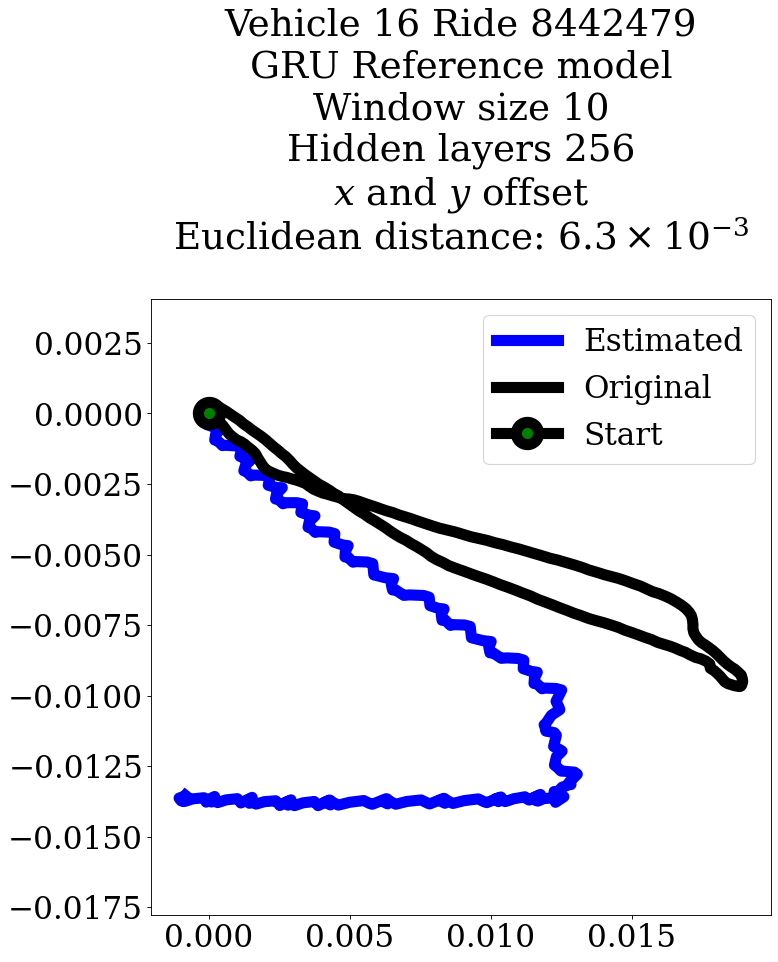 Vehicle 16 Ride 8442479
GRU Reference model
Window size 10
Hidden layers 256
x and y offset
Euclidean distance: 6.3 × 10⁻³
Estimated
Original
Start
0.0025
0.0000
−0.0025
−0.0050
−0.0075
−0.0100
−0.0125
−0.0150
−0.0175
0.000 0.005 0.010 0.015